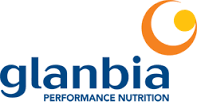 glanbia
PERFORMANCE NUTRITION